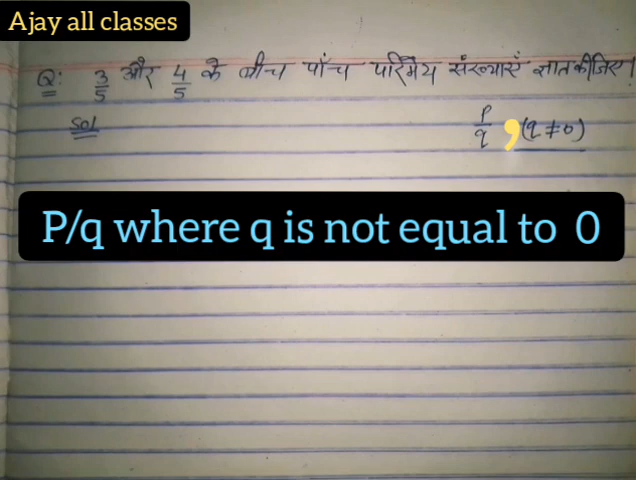 Ajay all classes
Q: 3/5 और 4/5 के बीच पाँच परिमेय संख्याएँ ज्ञात कीजिए।
Sol
p/q , (q ≠ 0)
P/q where q is not equal to 0